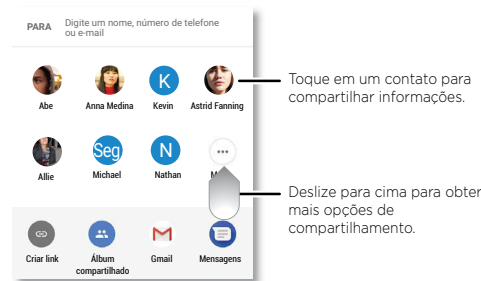 PARA Digite um nome, número de telefone
ou e-mail
Abe Anna Medina Kevin Astrid Fanning
K
Toque em um contato para
compartilhar informações.
Seg N
Allie Michael Nathan
Deslize para cima para obter
mais opções de
compartilhamento.
Criar link Álbum
compartilhado Gmail Mensagens